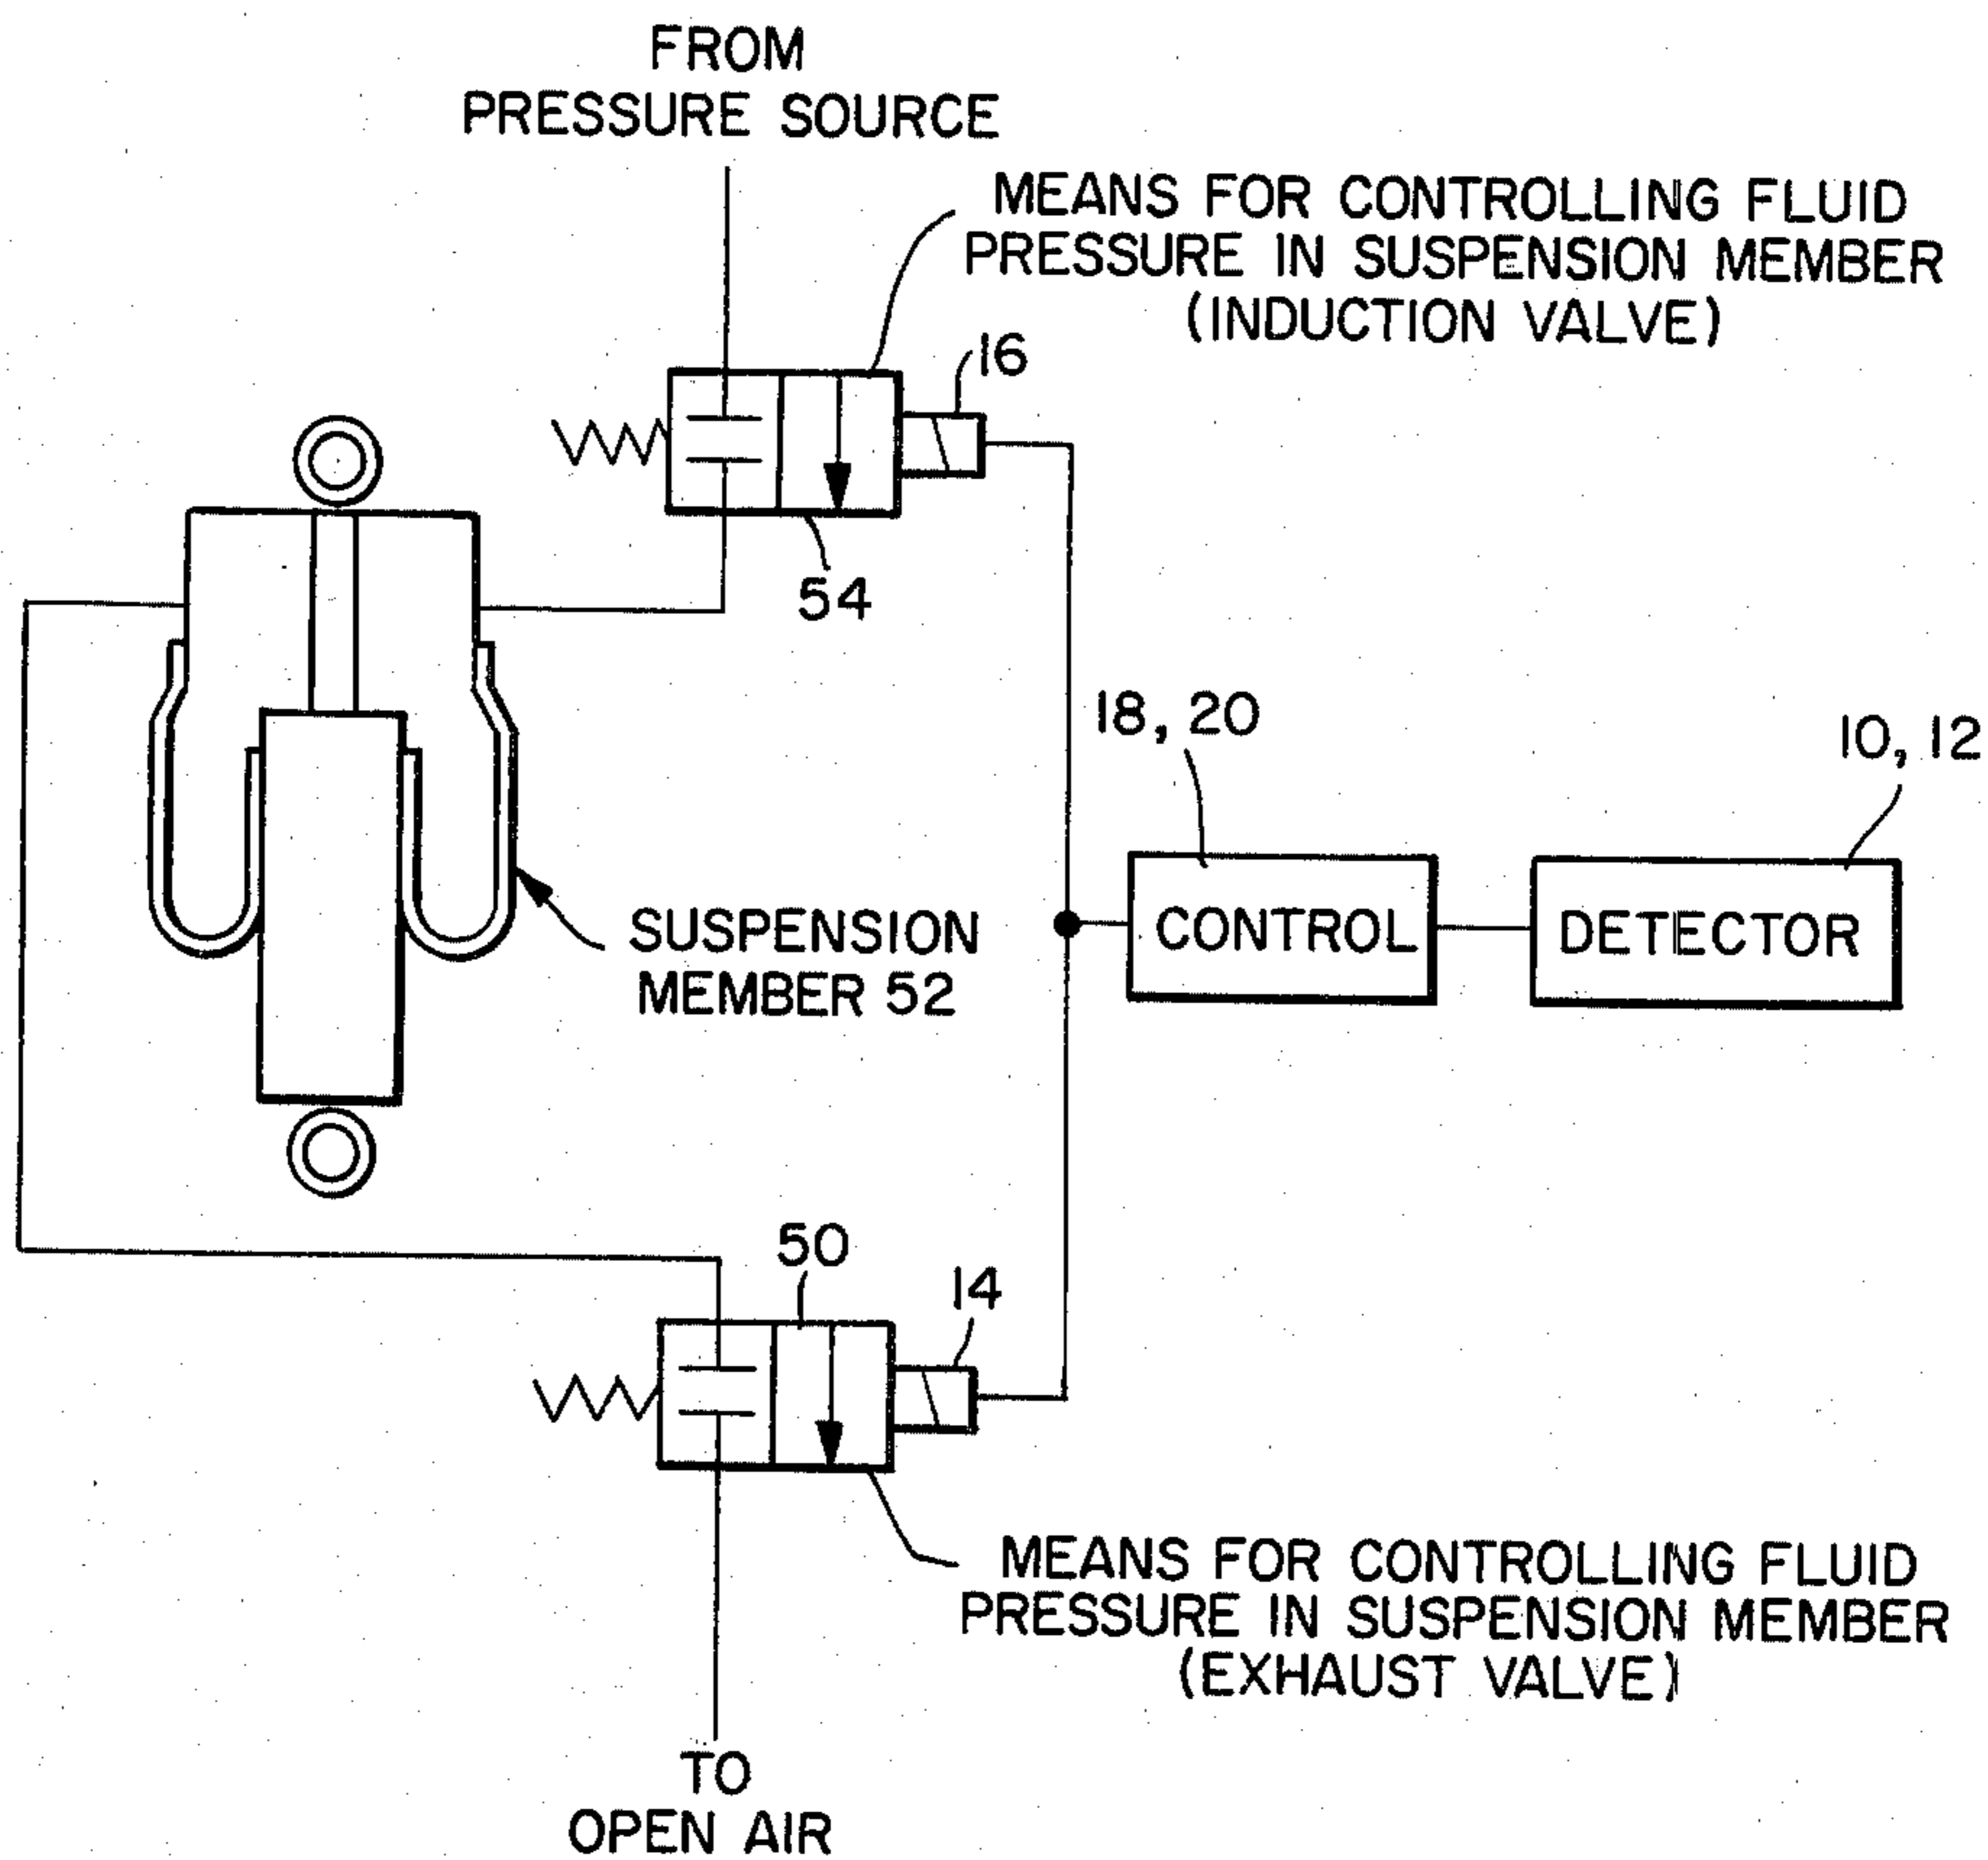 FROM
PRESSURE SOURCE
MEANS FOR CONTROLLING FLUID
PRESSURE IN SUSPENSION MEMBER
(INDUCTION VALVE)
16
54
18, 20
10, 12
CONTROL
DETECTOR
SUSPENSION
MEMBER 52
50
14
MEANS FOR CONTROLLING FLUID
PRESSURE IN SUSPENSION MEMBER
(EXHAUST VALVE)
TO
OPEN AIR